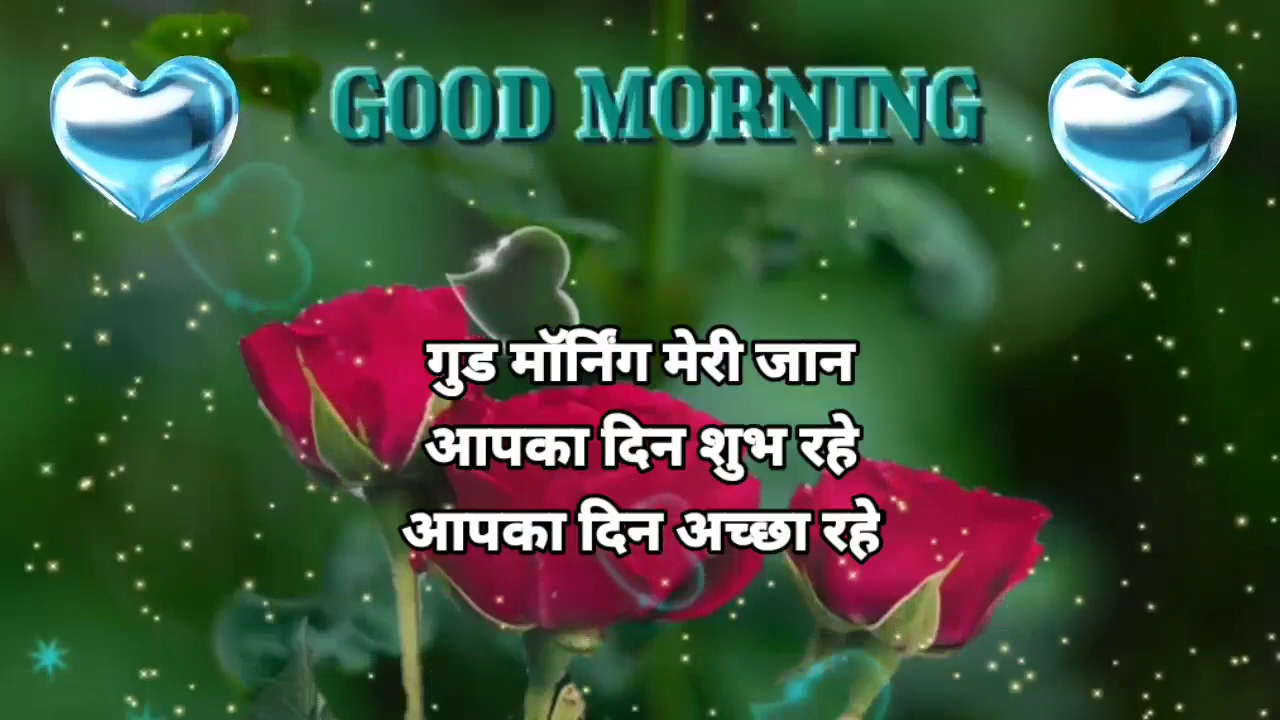 GOOD MORNING
गुड मॉर्निंग मेरी जान
आपका दिन शुभ रहे
आपका दिन अच्छा रहे